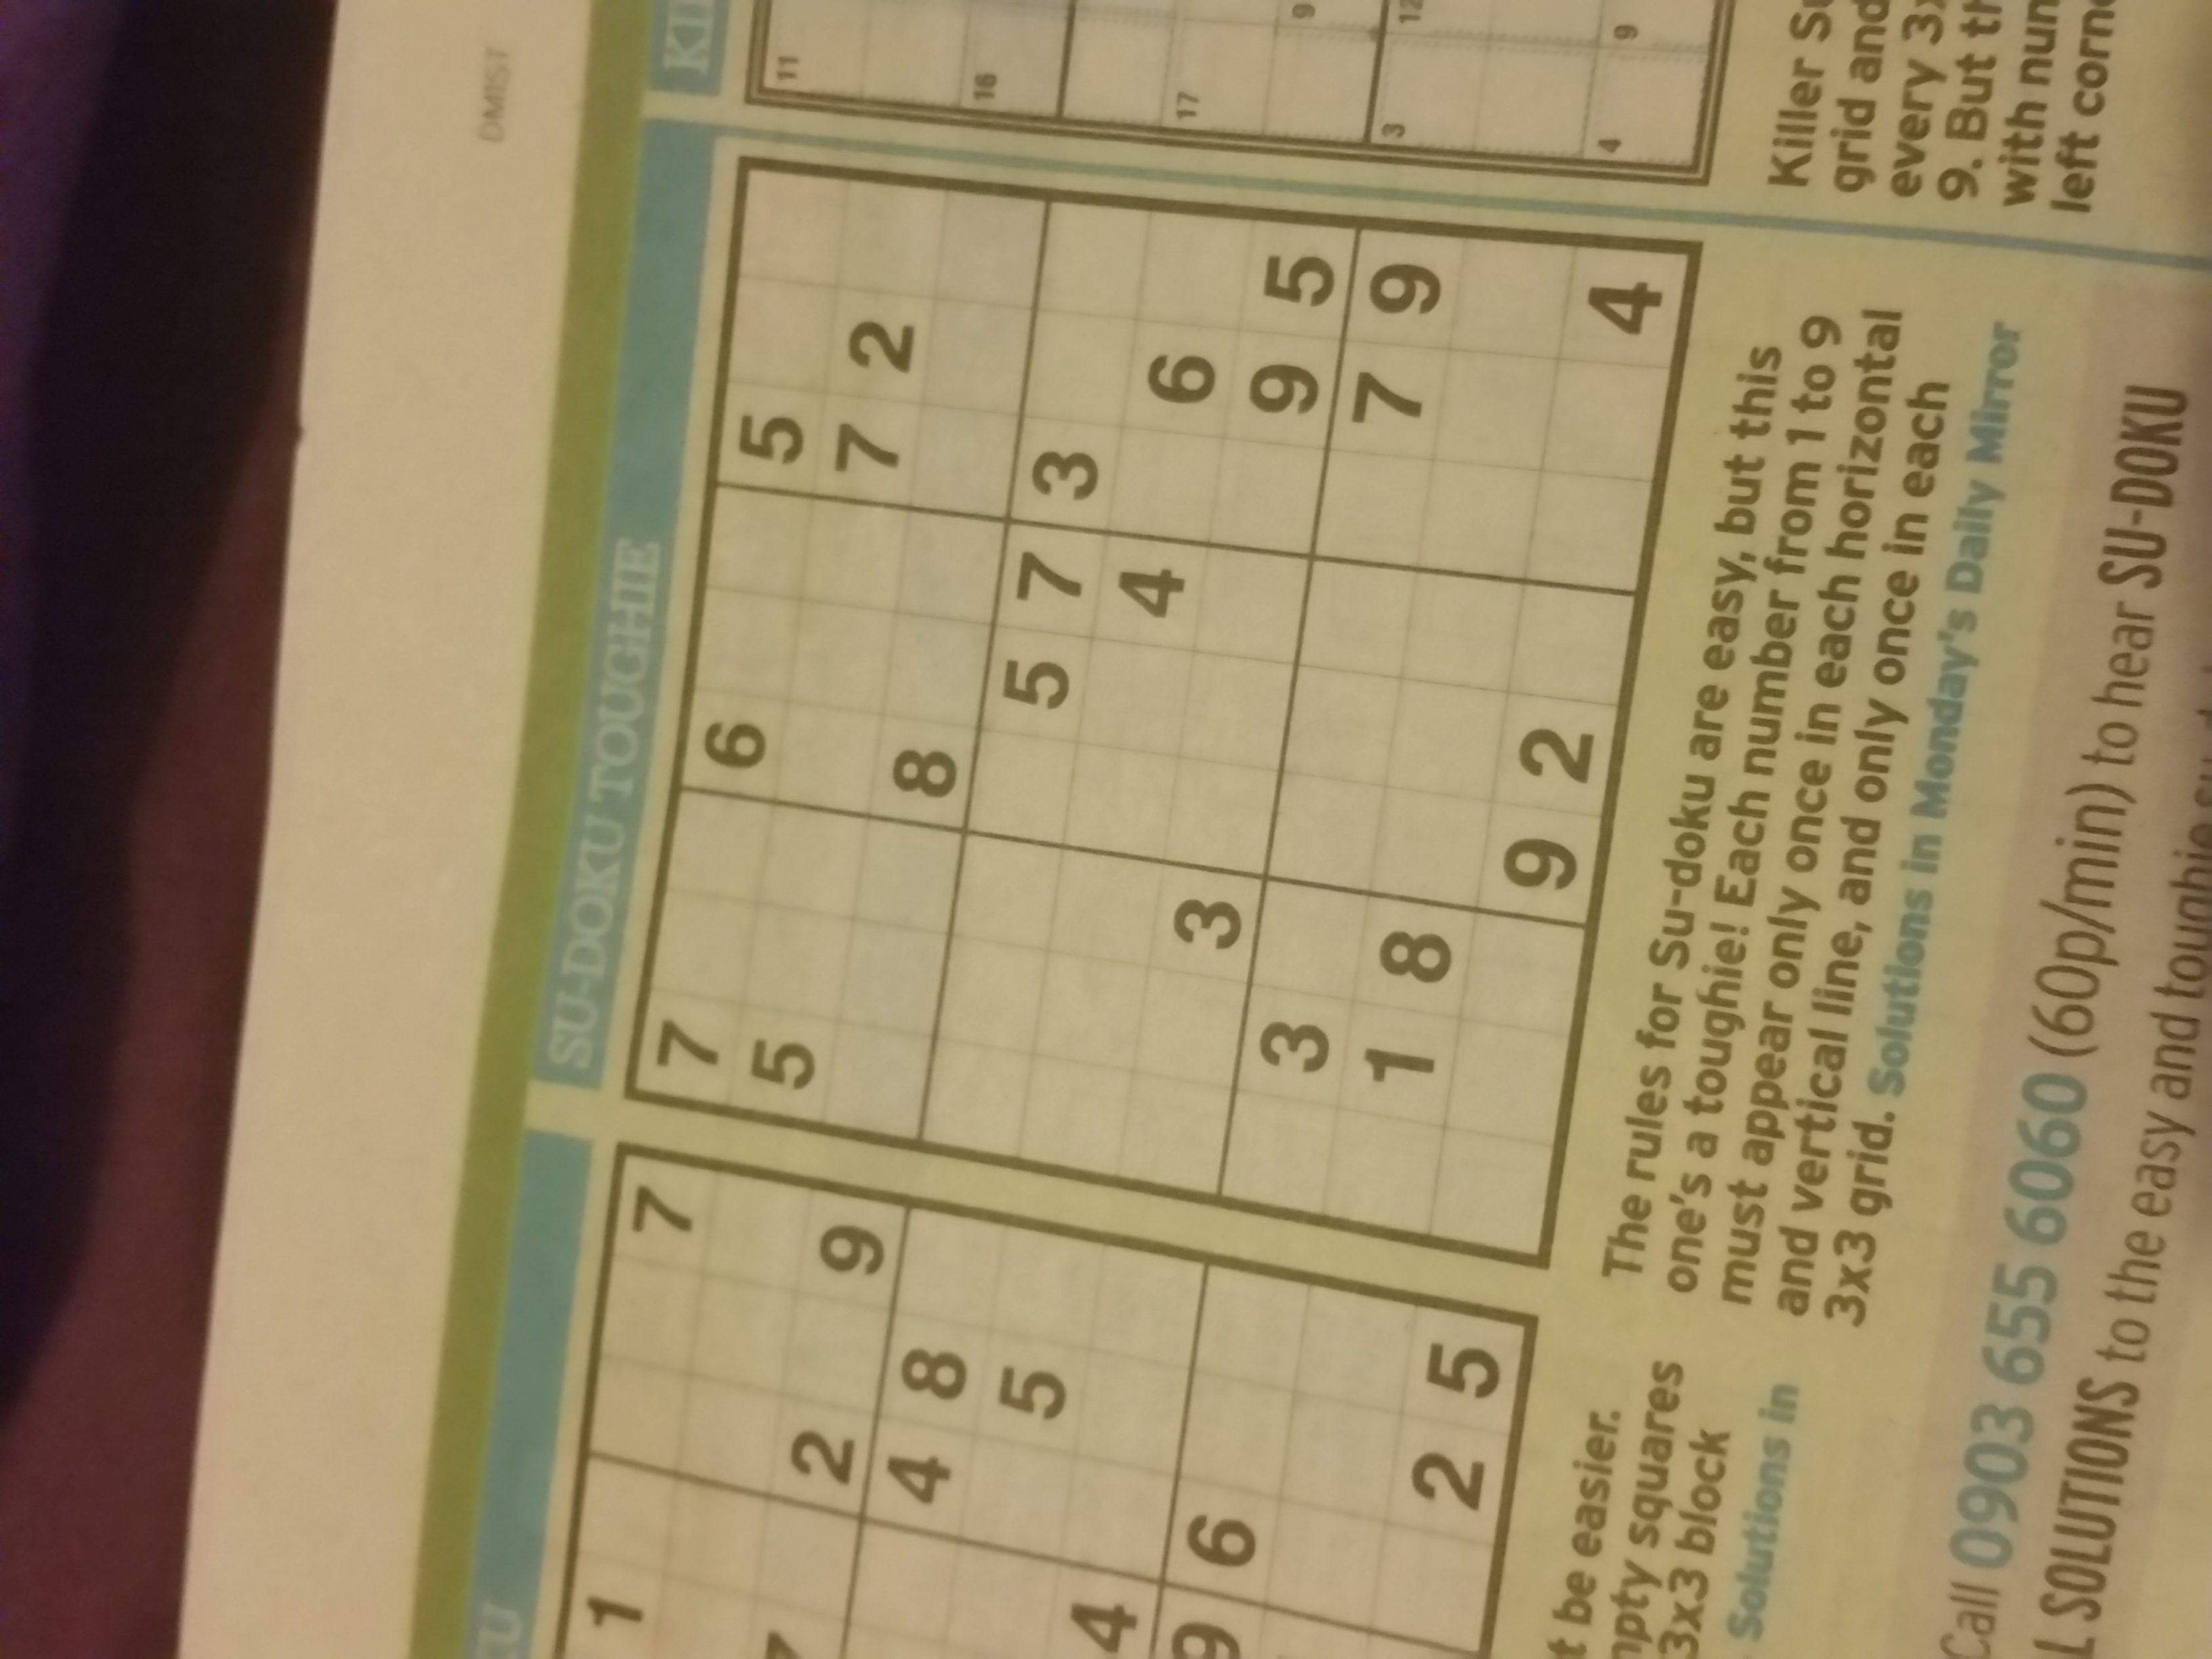 DMIST
KU
SU-DOKU TOUGHIE
1
7
7 2 9
4 8
5
4
9 6
2 5
7 6 5
5 7 2
8
5 7 3
4 6
3 9 5
3 7 9
1 8
9 2 4
11
16
17
9
3 12
4 9
t be easier.
mpty squares
3x3 block
Solutions in
The rules for Su-doku are easy, but this
one's a toughie! Each number from 1 to 9
must appear only once in each horizontal
and vertical line, and only once in each
3x3 grid. Solutions in Monday's Daily Mirror
Killer
grid and
every
9. But
with
left
Call 0903 655 6060 (60p/min) to hear SU-DOKU
SOLUTIONS to the easy and toughie